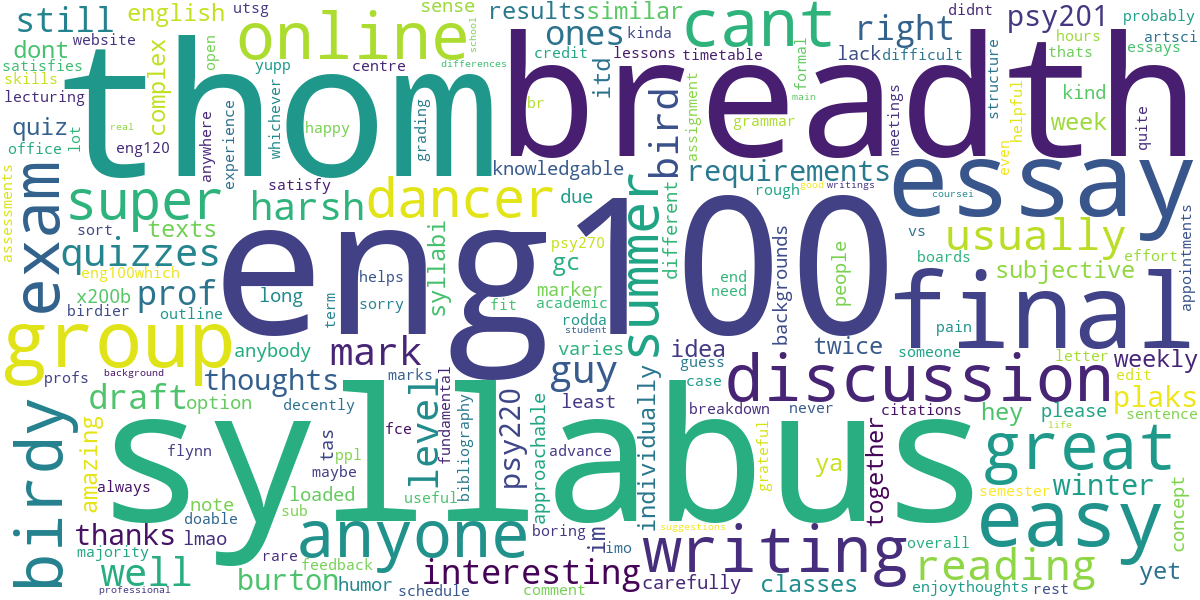 still
english
utsg
sense
results
similar
cant
right
psy201
didnt
probably
website
online
ones
kinda
artsci
dont
satisfies
open
yupp
school
differences
credit
lessons
timetable
lack
difficult
hours
thats
essays
skills
complex
centre
itd
formal
kind
lecturing
thom
breadth
br
main
structure
helpful
quiz
lot
whichever
happy
grading
bird
assignment
grammar
meetings
week
quite
office
eng120
anywhere
experience
real
even
assessments
exam
super
satisfy
knowledgable
requirements
essay
harsh
dancer
due
summer
different
rough
good
writings
coursei
texts
sort
syllabi
usually
vs
appointments
quizzes
eng100
psy270
people
boards
effort
eng100which
helps
gc
backgrounds
subjective
x200b
prof
long
end
need
marker
final
birdier
outline
term
sorry
fit
academic
rodda
student
someone
pain
group
anybody
mark
varies
idea
twice
guess
letter
weekly
profs
background
thoughts
marks
guy
case
discussion
edit
plaks
birdy
draft
option
decently
level
fundamental
psy220
least
individually
breakdown
never
citations
hey
please
sentence
amazing
syllabus
fce
approachable
together
great
life
flynn
tas
ppl
maybe
bibliography
advance
grateful
ya
always
note
loaded
useful
semester
winter
concept
doable
sub
suggestions
thanks
lmao
anyone
boring
im
imo
writing
easy
majority
rare
feedback
overall
reading
yet
well
professional
burton
humor
schedule
interesting
comment
carefully
classes
enjoythoughts
rest